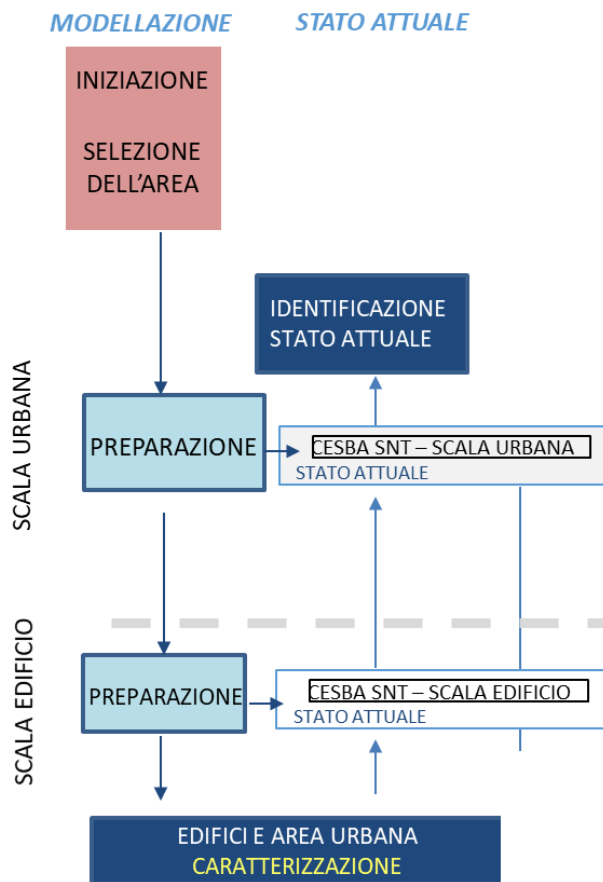 MODELLAZIONE
STATO ATTUALE
INIZIAZIONE
SELEZIONE
DELL’AREA
IDENTIFICAZIONE
STATO ATTUALE
SCALA URBANA
PREPARAZIONE
CESBA SNT – SCALA URBANA
STATO ATTUALE
SCALA EDIFICIO
PREPARAZIONE
CESBA SNT – SCALA EDIFICIO
STATO ATTUALE
EDIFICI E AREA URBANA
CARATTERIZZAZIONE